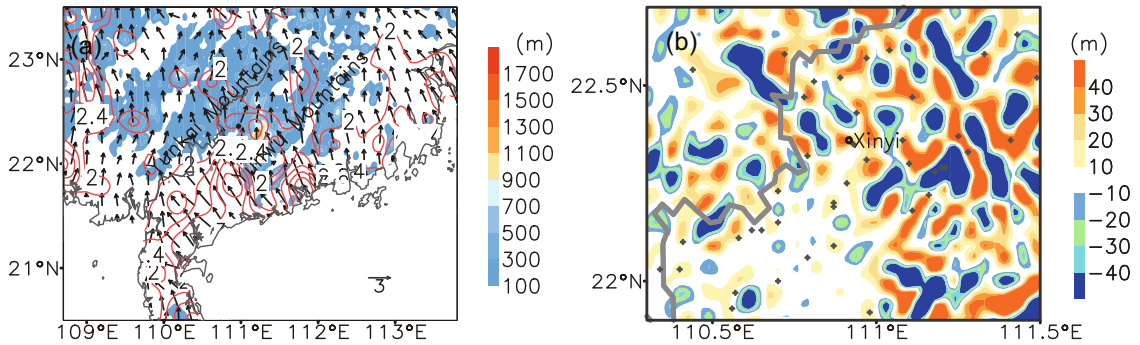 (a)
23°N
22°N
21°N
109°E
110°E
111°E
112°E
113°E
Yunkai Mountains
Yunwu Mountains
2
2
2
2.4
2
2
2
4
2
3
(m)
1700
1500
1300
1100
900
700
500
300
100
(b)
22.5°N
22°N
110.5°E
111°E
111.5°E
Xinyi
(m)
40
30
20
10
−10
−20
−30
−40